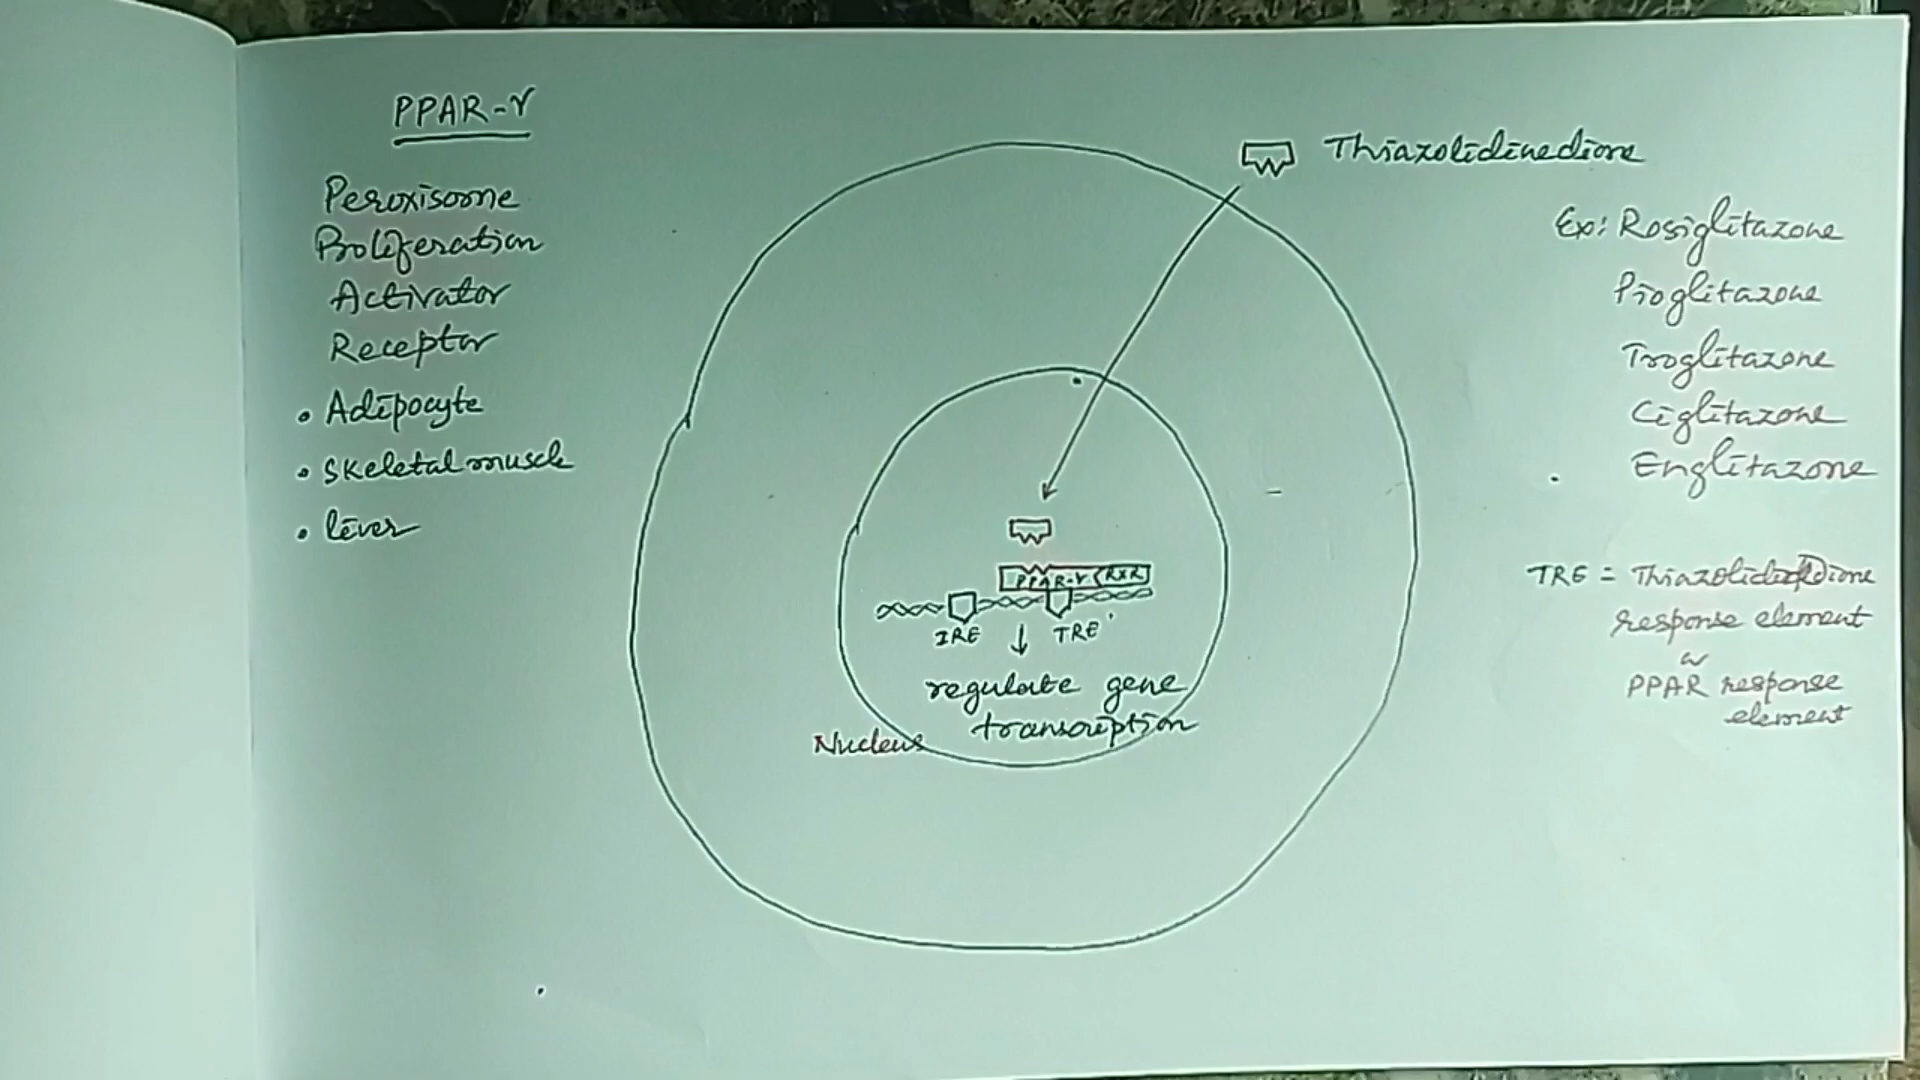 PPAR-γ
Peroxisome
Proliferation
Activator
Receptor
• Adipocyte
• Skeletal muscle
• liver
Thiazolidinedione
Ex: Rosiglitazone
Pioglitazone
Troglitazone
Ciglitazone
Englitazone
PPAR-γ RXR
IRE TRE
↓
regulate gene
transcription
Nucleus
TRE = Thiazolidinedione
response element
or
PPAR response
element